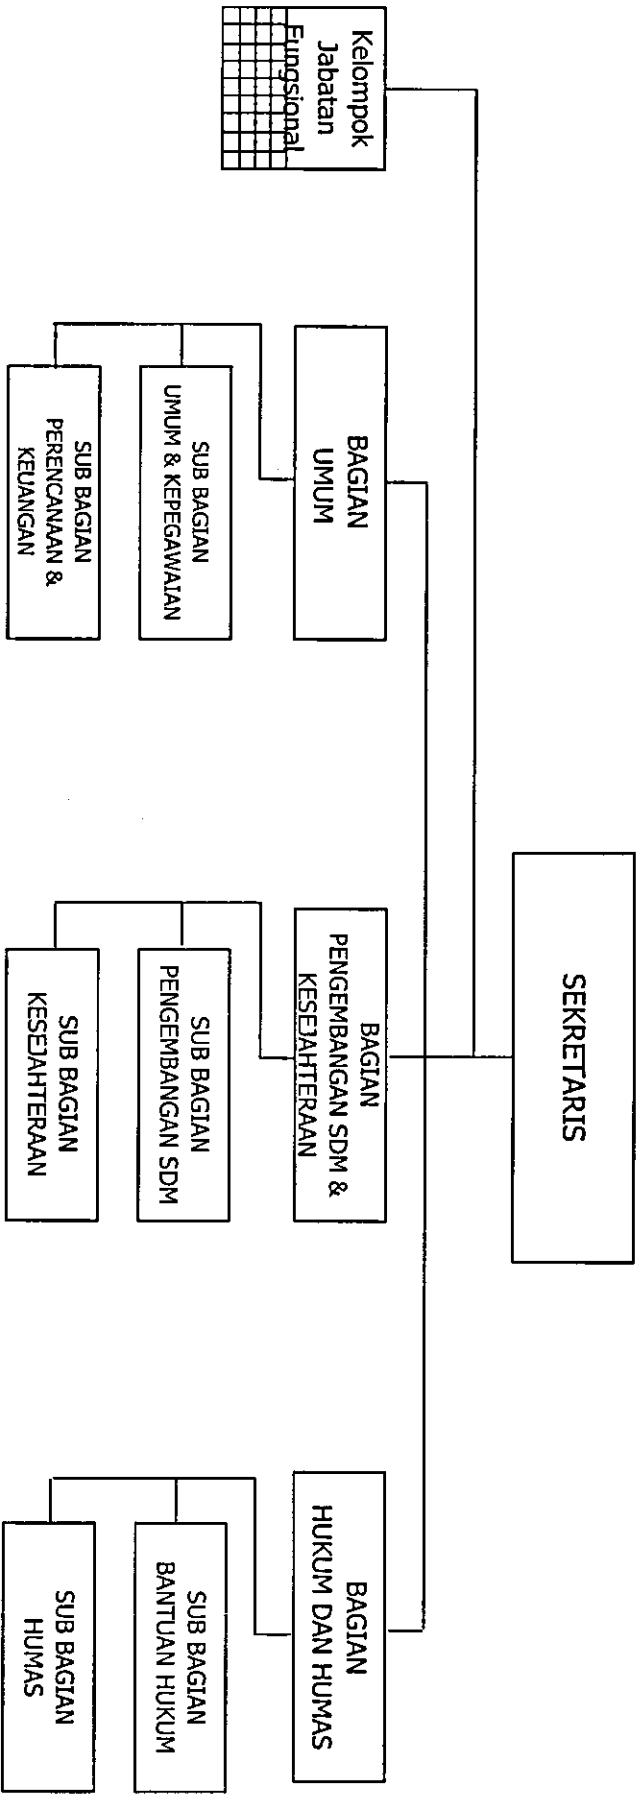 SEKRETARIS
Kelompok
Jabatan
Fungsional
BAGIAN
UMUM
SUB BAGIAN
UMUM & KEPEGAWAIAN
SUB BAGIAN
PERENCANAAN &
KEUANGAN
BAGIAN
PENGEMBANGAN SDM &
KESEJAHTERAAN
SUB BAGIAN
PENGEMBANGAN SDM
SUB BAGIAN
KESEJAHTERAAN
BAGIAN
HUKUM DAN HUMAS
SUB BAGIAN
BANTUAN HUKUM
SUB BAGIAN
HUMAS